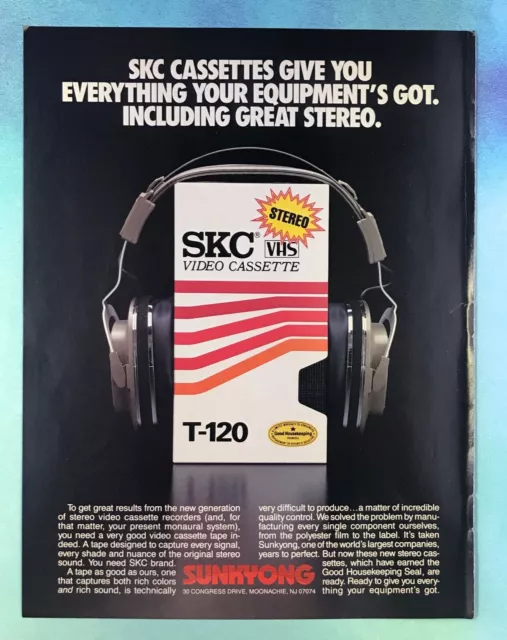 SKC CASSETTES GIVE YOU
EVERYTHING YOUR EQUIPMENT'S GOT.
INCLUDING GREAT STEREO.
STEREO
SKC® VHS
VIDEO CASSETTE
T-120
Good Housekeeping
To get great results from the new generation
of stereo video cassette recorders (and, for
that matter, your present monaural system),
you need a very good video cassette tape in-
deed. A tape designed to capture every signal,
every shade and nuance of the original stereo
sound. You need SKC brand.
A tape as good as ours, one
that captures both rich colors
and rich sound, is technically
very difficult to produce...a matter of incredible
quality control. We solved the problem by manu-
facturing every single component ourselves,
from the polyester film to the label. It's taken
Sunkyong, one of the world's largest companies,
years to perfect. But now these new stereo cas-
settes, which have earned the
Good Housekeeping Seal, are
ready. Ready to give you every-
thing your equipment's got.
SUNKYONG
30 CONGRESS DRIVE, MOONACHIE, NJ 07074